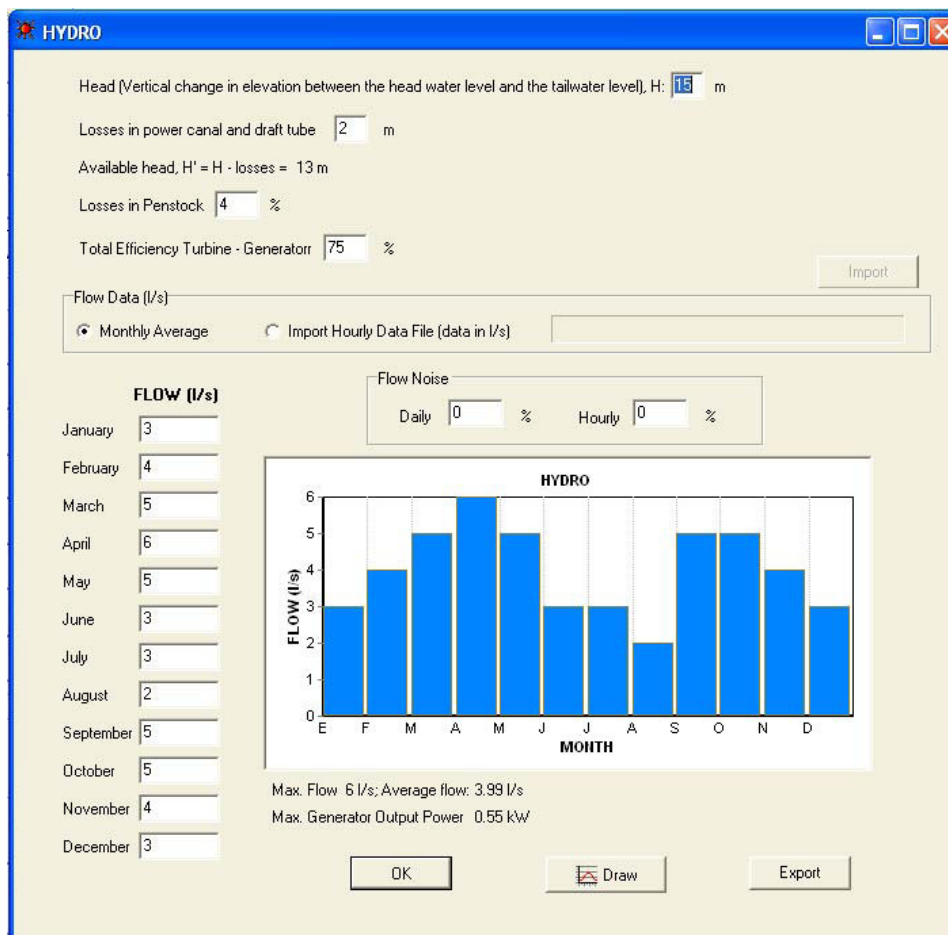 HYDRO
Head (Vertical change in elevation between the head water level and the tailwater level), H: 15 m
Losses in power canal and draft tube 2 m
Available head, H' = H - losses = 13 m
Losses in Penstock 4 %
Total Efficiency Turbine - Generatorr 75 %
Import
Flow Data (l/s)
Monthly Average Import Hourly Data File (data in l/s)
Flow Noise
Daily 0 % Hourly 0 %
FLOW (l/s)
January 3
February 4
March 5
April 6
May 5
June 3
July 3
August 2
September 5
October 5
November 4
December 3
HYDRO
FLOW (l/s)
6
5
4
3
2
1
0
E F M A M J J A S O N D
MONTH
Max. Flow 6 l/s; Average flow: 3.99 l/s
Max. Generator Output Power 0.55 kW
OK Draw Export